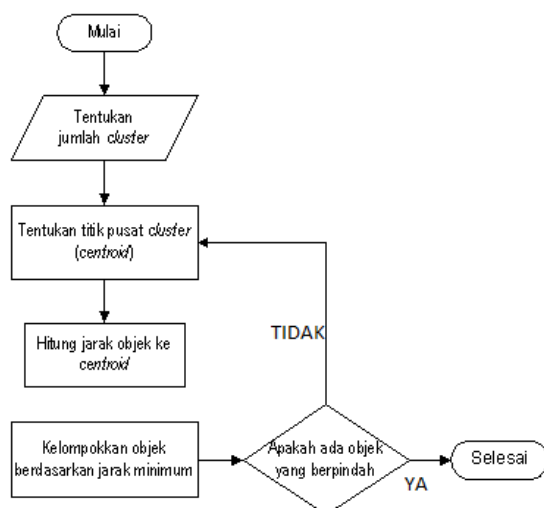 Mulai
Tentukan
jumlah cluster
Tentukan titik pusat cluster
(centroid)
Hitung jarak objek ke
centroid
TIDAK
Kelompokkan objek
berdasarkan jarak minimum
Apakah ada objek
yang berpindah
YA
Selesai